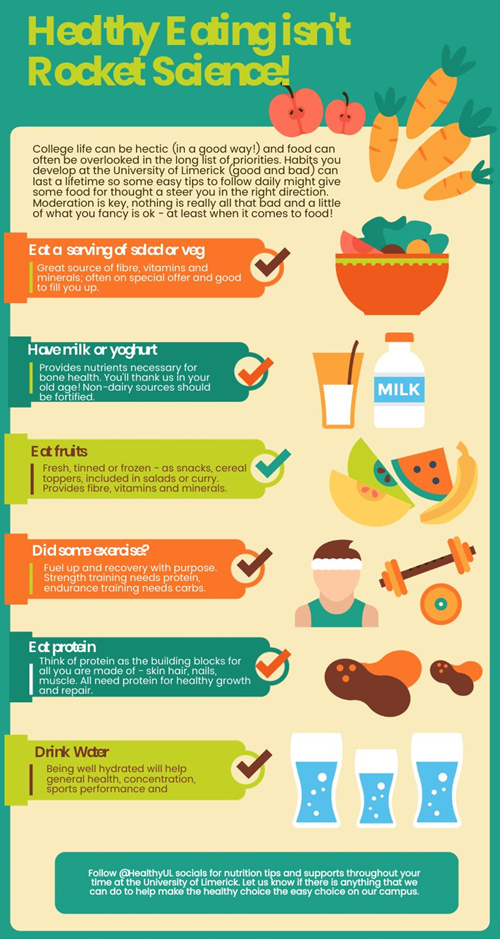 Healthy Eating isn't
Rocket Science!
College life can be hectic (in a good way!) and food can
often be overlooked in the long list of priorities. Habits you
develop at the University of Limerick (good and bad) can
last a lifetime so some easy tips to follow daily might give
some food for thought a steer you in the right direction.
Moderation is key, nothing is really all that bad and a little
of what you fancy is ok - at least when it comes to food!
Eat a serving of salad or veg
Great source of fibre, vitamins and
minerals; often on special offer and good
to fill you up.
Have milk or yoghurt
Provides nutrients necessary for
bone health. You'll thank us in your
old age! Non-dairy sources should
be fortified.
MILK
Eat fruits
Fresh, tinned or frozen - as snacks, cereal
toppers, included in salads or curry.
Provides fibre, vitamins and minerals.
Did some exercise?
Fuel up and recovery with purpose.
Strength training needs protein,
endurance training needs carbs.
Eat protein
Think of protein as the building blocks for
all you are made of - skin hair, nails,
muscle. All need protein for healthy growth
and repair.
Drink Water
Being well hydrated will help
general health, concentration,
sports performance and
Follow @HealthyUL socials for nutrition tips and supports throughout your
time at the University of Limerick. Let us know if there is anything that we
can do to help make the healthy choice the easy choice on our campus.